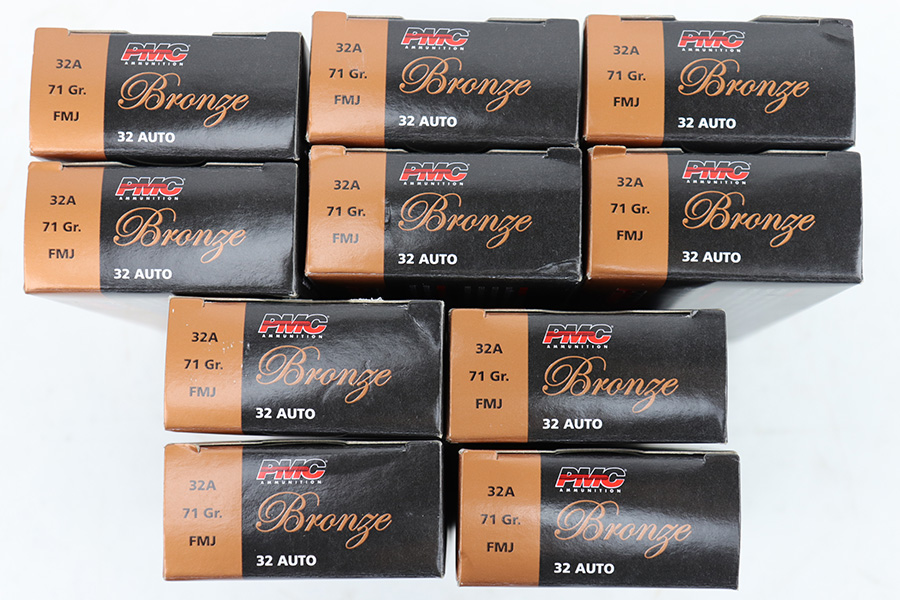 32A
71 Gr.
FMJ
PMC
AMMUNITION
Bronze
32 AUTO
32A
71 Gr.
FMJ
PMC
AMMUNITION
Bronze
32 AUTO
32A
71 Gr.
FMJ
PMC
AMMUNITION
Bronze
32 AUTO
32A
71 Gr.
FMJ
PMC
AMMUNITION
Bronze
32 AUTO
32A
71 Gr.
FMJ
PMC
AMMUNITION
Bronze
32 AUTO
32A
71 Gr.
FMJ
PMC
AMMUNITION
Bronze
32 AUTO
32A
71 Gr.
FMJ
PMC
AMMUNITION
Bronze
32 AUTO
32A
71 Gr.
FMJ
PMC
AMMUNITION
Bronze
32 AUTO
32A
71 Gr.
FMJ
PMC
AMMUNITION
Bronze
32 AUTO
32A
71 Gr.
FMJ
PMC
AMMUNITION
Bronze
32 AUTO